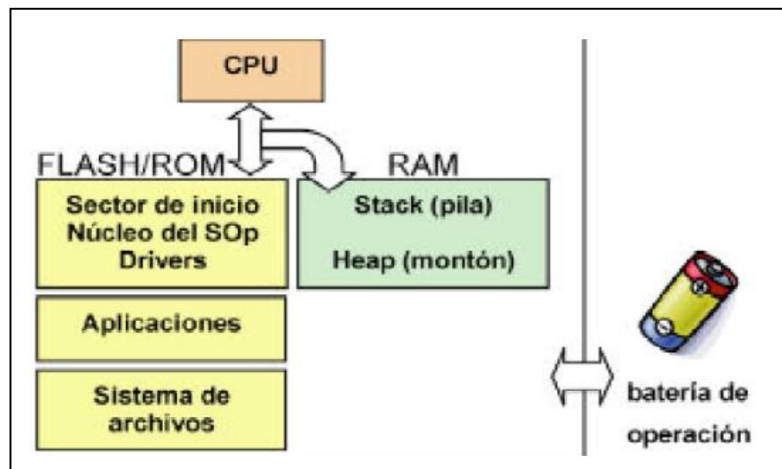 CPU
FLASH/ROM
RAM
Sector de inicio
Núcleo del SOp
Drivers
Stack (pila)
Heap (montón)
Aplicaciones
Sistema de
archivos
batería de
operación